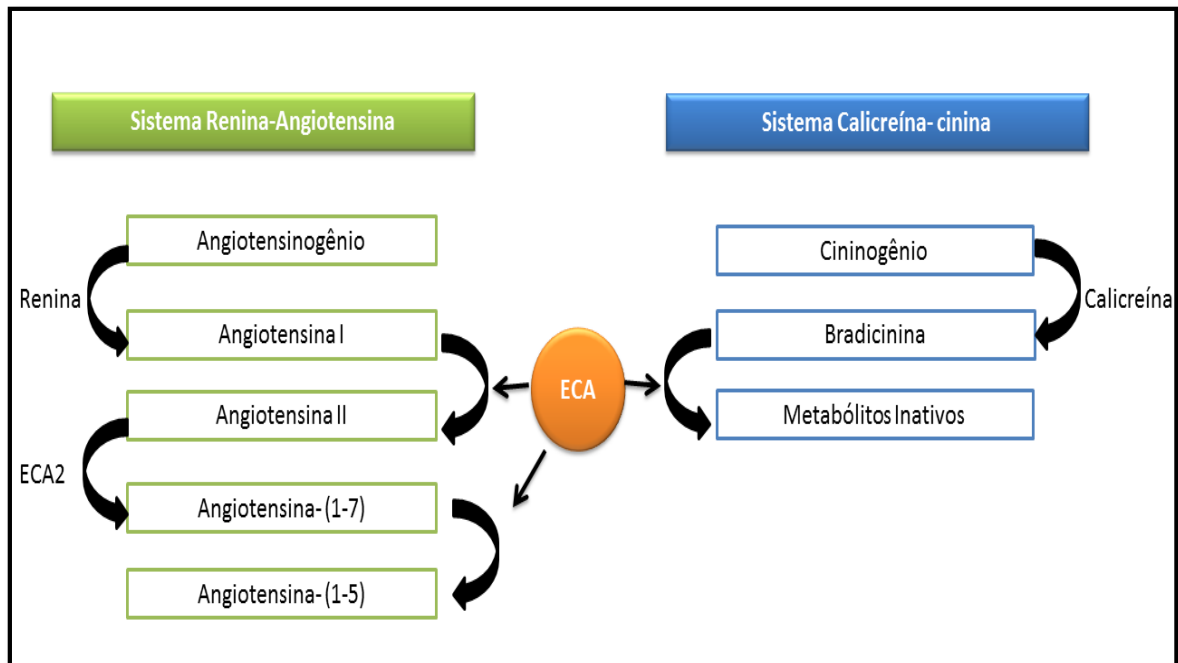 Sistema Renina-Angiotensina
Sistema Calicreína- cinina
Angiotensinogênio
Cininogênio
Renina
Calicreína
Angiotensina I
Bradicinina
ECA
Angiotensina II
Metabólitos Inativos
ECA2
Angiotensina- (1-7)
Angiotensina- (1-5)